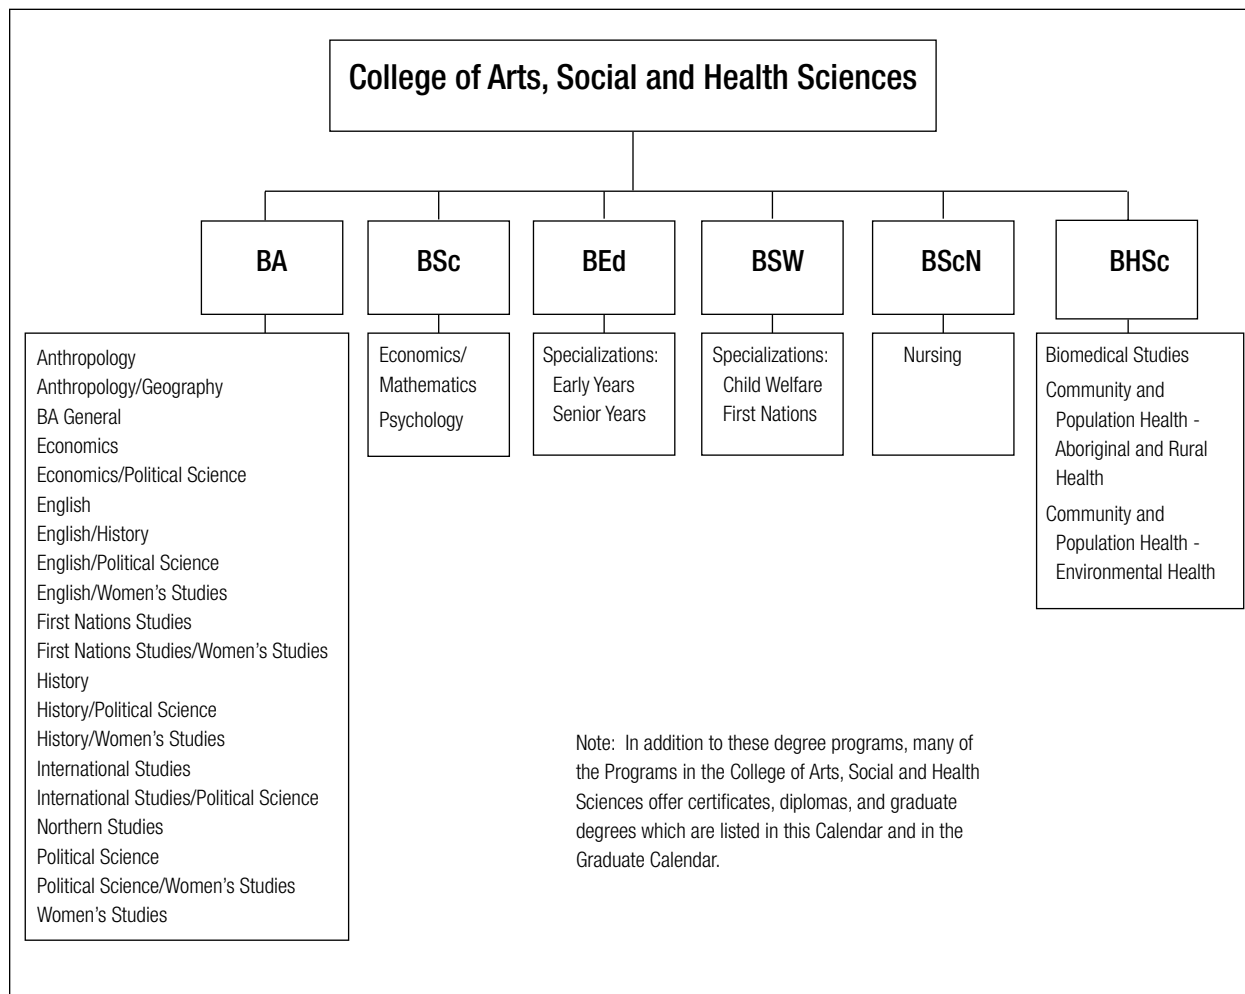 College of Arts, Social and Health Sciences
BA
BSc
BEd
BSW
BScN
BHSc
Anthropology
Anthropology/Geography
BA General
Economics
Economics/Political Science
English
English/History
English/Political Science
English/Women’s Studies
First Nations Studies
First Nations Studies/Women’s Studies
History
History/Political Science
History/Women’s Studies
International Studies
International Studies/Political Science
Northern Studies
Political Science
Political Science/Women’s Studies
Women’s Studies
Economics/
Mathematics
Psychology
Specializations:
Early Years
Senior Years
Specializations:
Child Welfare
First Nations
Nursing
Biomedical Studies
Community and
Population Health -
Aboriginal and Rural
Health
Community and
Population Health -
Environmental Health
Note: In addition to these degree programs, many of
the Programs in the College of Arts, Social and Health
Sciences offer certificates, diplomas, and graduate
degrees which are listed in this Calendar and in the
Graduate Calendar.